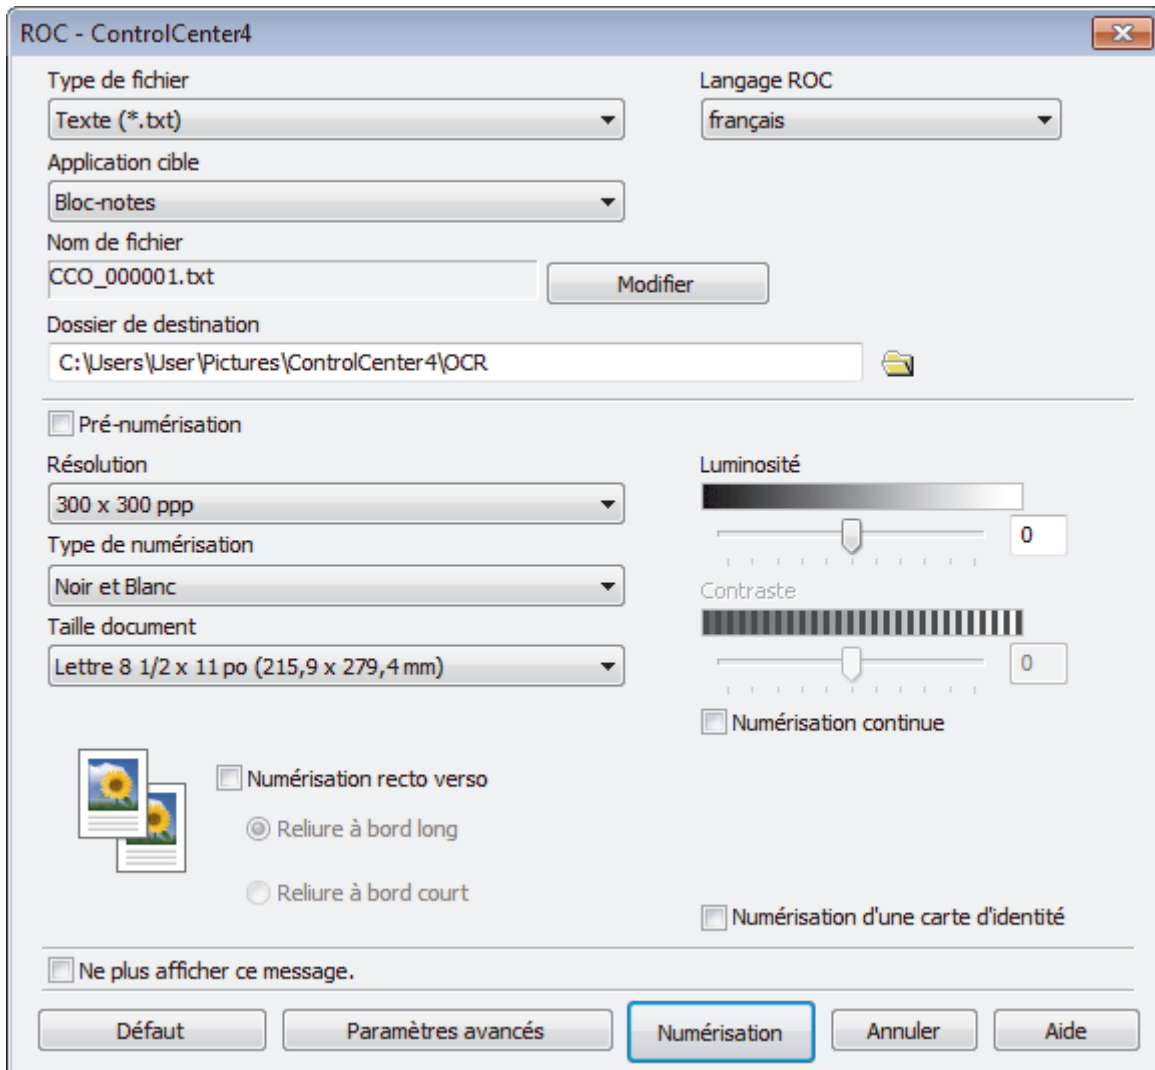 ROC - ControlCenter4
Type de fichier
Langage ROC
Texte (*.txt)
français
Application cible
Bloc-notes
Nom de fichier
CCO_000001.txt
Modifier
Dossier de destination
C:\Users\User\Pictures\ControlCenter4\OCR
Pré-numérisation
Résolution
Luminosité
300 x 300 ppp
0
Type de numérisation
Noir et Blanc
Contraste
Taille document
Lettre 8 1/2 x 11 po (215,9 x 279,4 mm)
0
Numérisation continue
Numérisation recto verso
Reliure à bord long
Reliure à bord court
Numérisation d'une carte d'identité
Ne plus afficher ce message.
Défaut
Paramètres avancés
Numérisation
Annuler
Aide